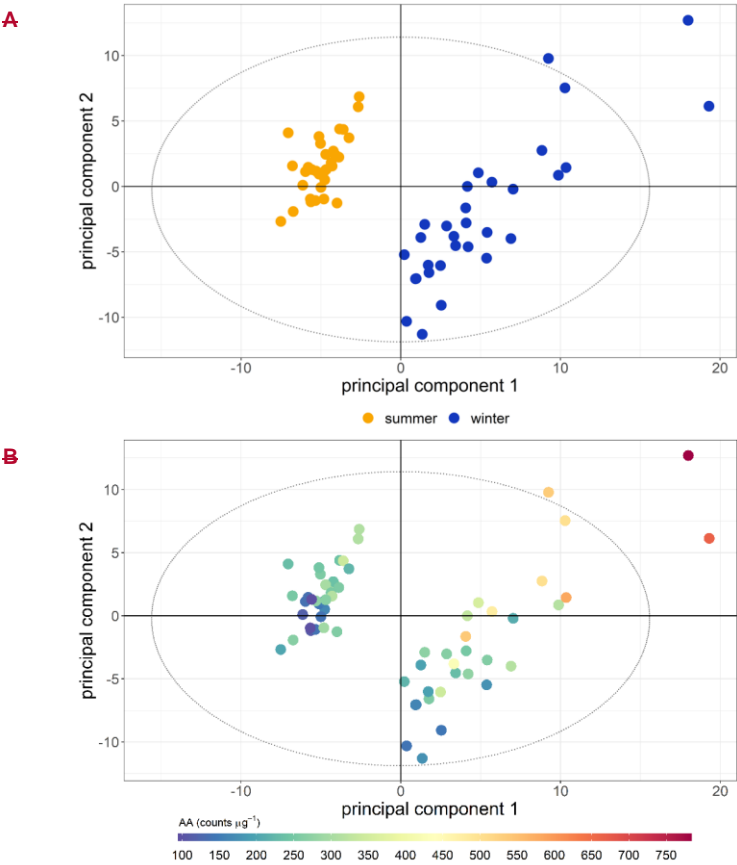 A
principal component 2
10
5
0
-5
-10
-10 0 10 20
principal component 1
summer winter
B
principal component 2
10
5
0
-5
-10
-10 0 10 20
principal component 1
AA (counts µg⁻¹)
100 150 200 250 300 350 400 450 500 550 600 650 700 750